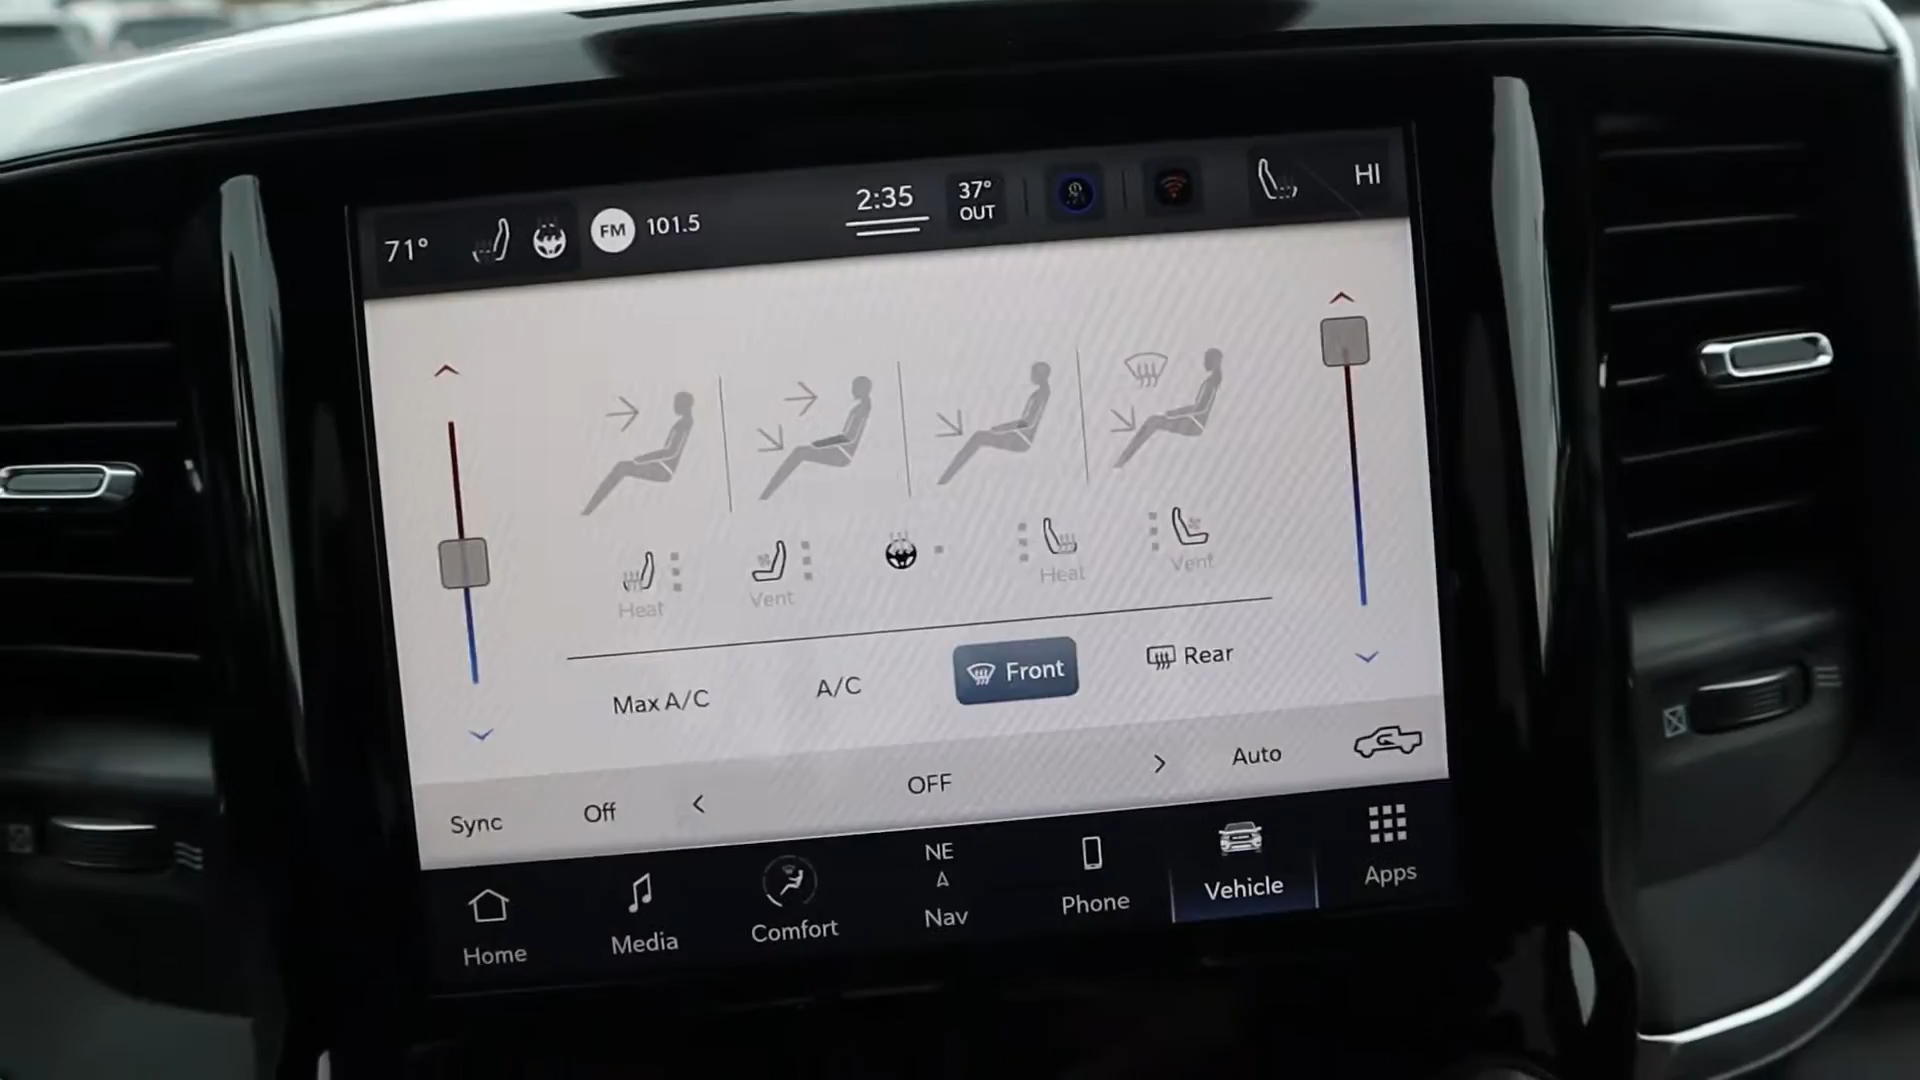 71°
FM 101.5
2:35
37°
OUT
HI
Heat
Vent
Heat
Vent
Max A/C
A/C
Front
Rear
Sync
Off
OFF
Auto
Home
Media
Comfort
NE
Nav
Phone
Vehicle
Apps